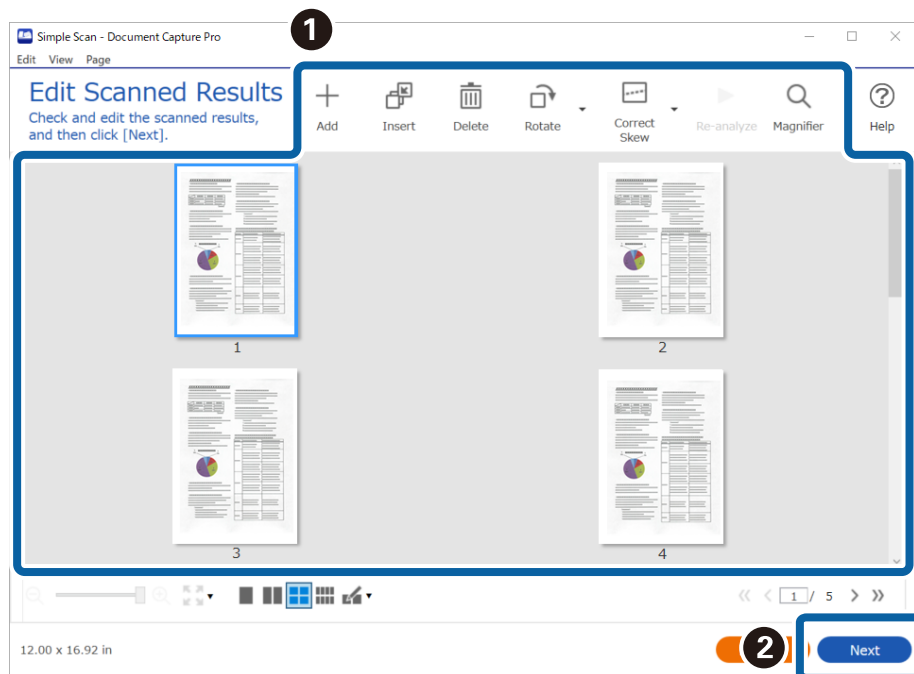 Simple Scan - Document Capture Pro
1
Edit View Page
Edit Scanned Results
Check and edit the scanned results,
and then click [Next].
Add
Insert
Delete
Rotate
Correct
Skew
Re-analyze
Magnifier
Help
1
2
3
4
1 / 5
12.00 x 16.92 in
2
Next